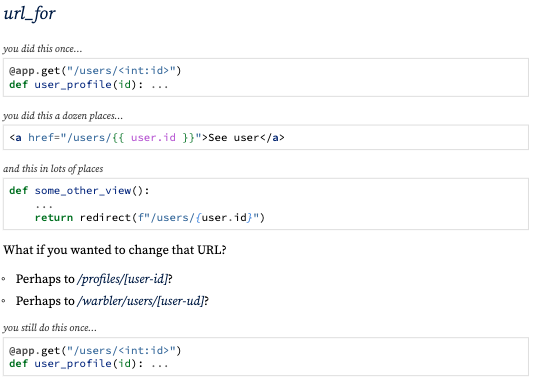 url_for
you did this once...
@app.get("/users/<int:id>")
def user_profile(id): ...
you did this a dozen places...
<a href="/users/{{ user.id }}">See user</a>
and this in lots of places
def some_other_view():
    ...
    return redirect(f"/users/{user.id}")
What if you wanted to change that URL?
◦ Perhaps to /profiles/[user-id]?
◦ Perhaps to /warbler/users/[user-ud]?
you still do this once...
@app.get("/users/<int:id>")
def user_profile(id): ...